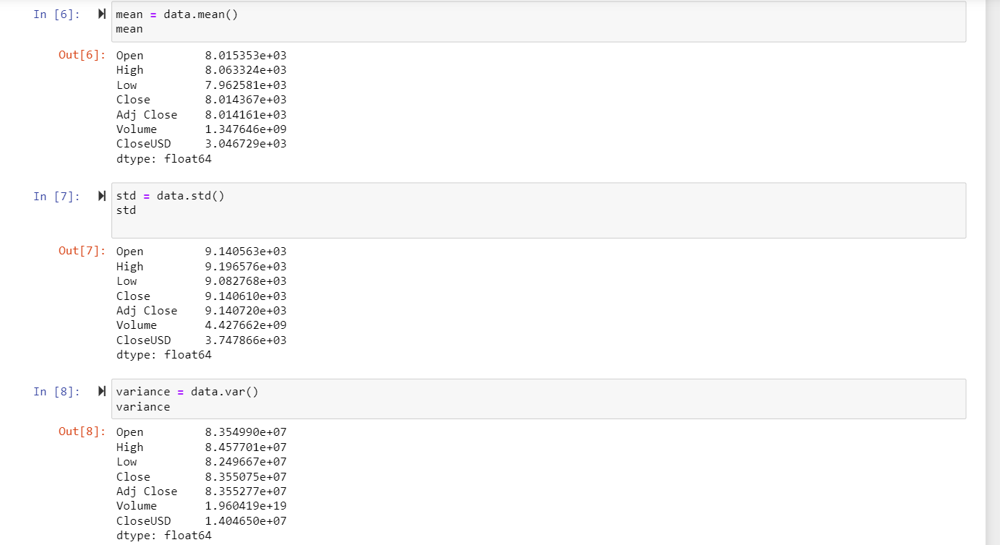 In [6]: mean = data.mean()
mean
Out[6]: Open 8.015353e+03
High 8.063324e+03
Low 7.962581e+03
Close 8.014367e+03
Adj Close 8.014161e+03
Volume 1.347646e+09
CloseUSD 3.046729e+03
dtype: float64
In [7]: std = data.std()
std
Out[7]: Open 9.140563e+03
High 9.196576e+03
Low 9.082768e+03
Close 9.140610e+03
Adj Close 9.140720e+03
Volume 4.427662e+09
CloseUSD 3.747866e+03
dtype: float64
In [8]: variance = data.var()
variance
Out[8]: Open 8.354990e+07
High 8.457701e+07
Low 8.249667e+07
Close 8.355075e+07
Adj Close 8.355277e+07
Volume 1.960419e+19
CloseUSD 1.404650e+07
dtype: float64